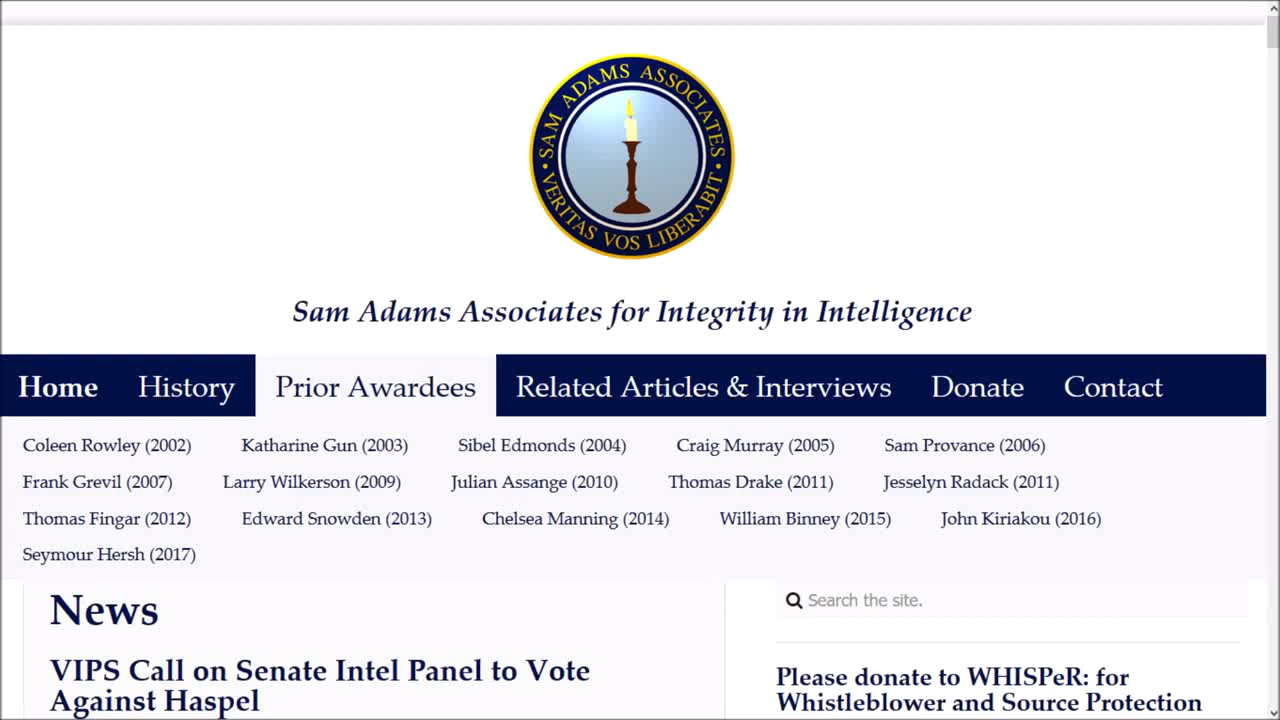 SAM ADAMS ASSOCIATES
• VERITAS VOS LIBERABIT •
Sam Adams Associates for Integrity in Intelligence
Home History Prior Awardees Related Articles & Interviews Donate Contact
Coleen Rowley (2002) Katharine Gun (2003) Sibel Edmonds (2004) Craig Murray (2005) Sam Provance (2006)
Frank Grevil (2007) Larry Wilkerson (2009) Julian Assange (2010) Thomas Drake (2011) Jesselyn Radack (2011)
Thomas Fingar (2012) Edward Snowden (2013) Chelsea Manning (2014) William Binney (2015) John Kiriakou (2016)
Seymour Hersh (2017)
News
VIPS Call on Senate Intel Panel to Vote
Against Haspel
Search the site.
Please donate to WHISPeR: for
Whistleblower and Source Protection